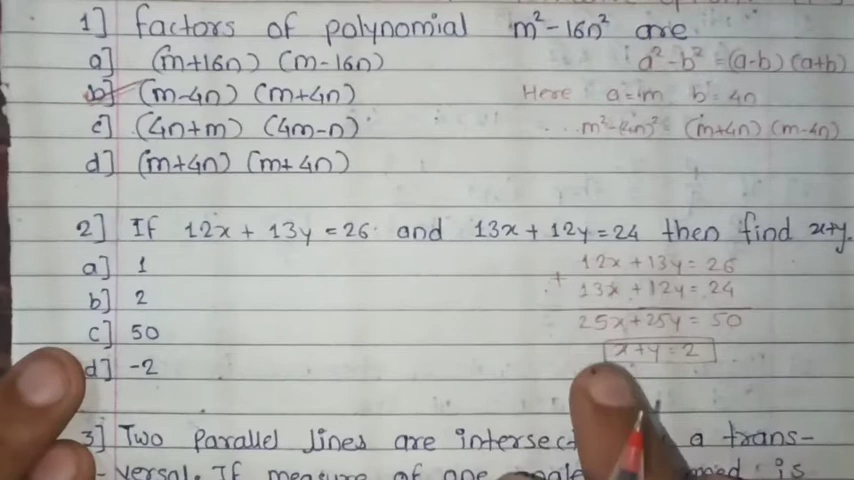 1] factors of polynomial m²-16n² are
a] (m+16n) (m-16n)
a²-b² = (a-b) (a+b)
b] (m-4n) (m+4n)
Here a=m b=4n
c] (4n+m) (4m-n)
m²-(4n)² = (m+4n) (m-4n)
d] (m+4n) (m+4n)
2] If 12x + 13y = 26 and 13x + 12y = 24 then find x+y.
a] 1
12x+13y = 26
b] 2
+ 13x + 12y = 24
c] 50
25x+25y = 50
d] -2
x+y = 2
3] Two parallel lines are intersect a trans-
-versal. If measure of one is